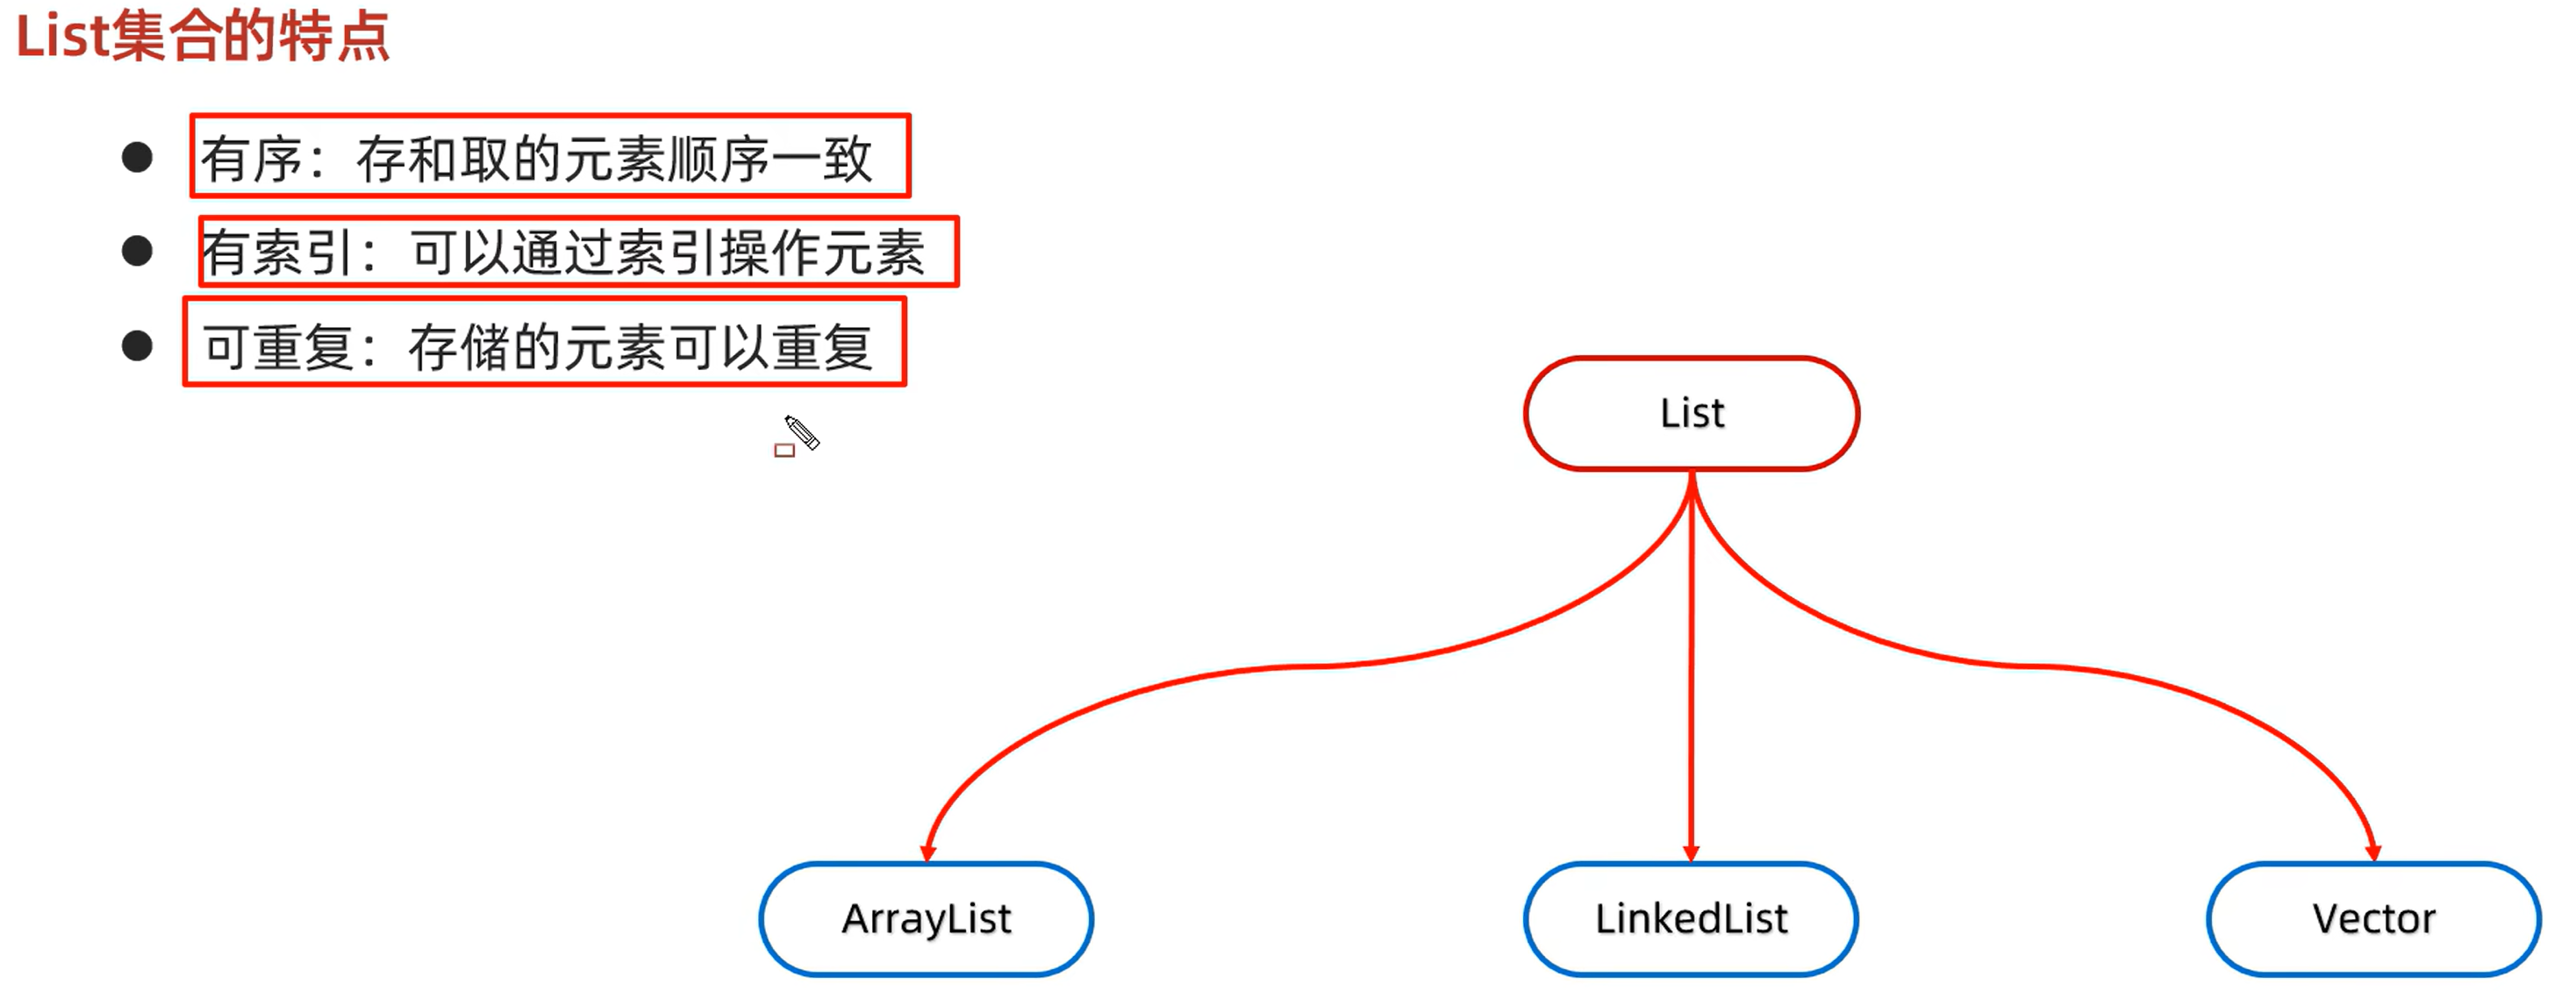 List集合的特点
有序：存和取的元素顺序一致
有索引：可以通过索引操作元素
可重复：存储的元素可以重复
List
ArrayList
LinkedList
Vector